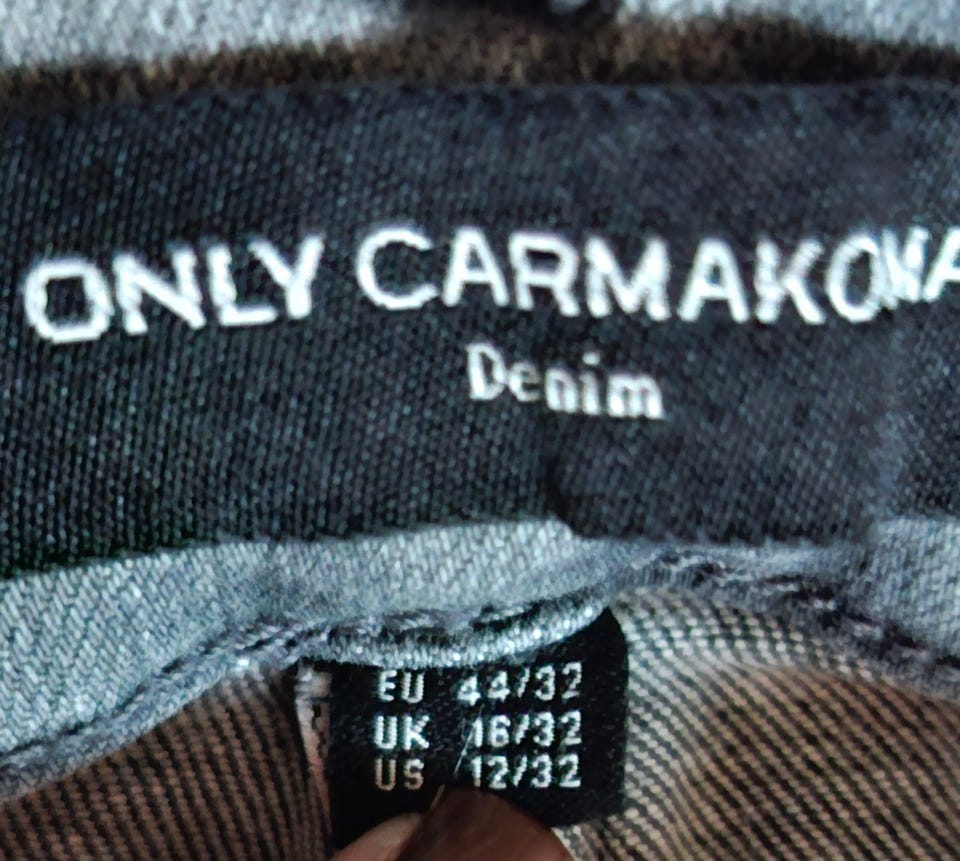 ONLY CARMAKOMA
Denim
EU 44/32
UK 16/32
US 12/32